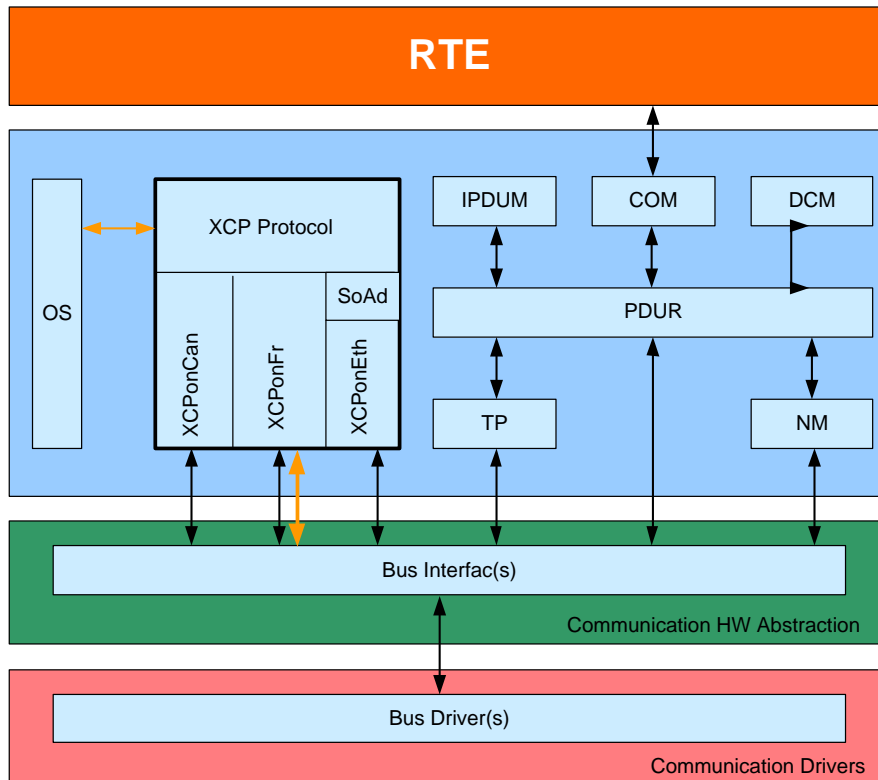 RTE
IPDUM
COM
DCM
XCP Protocol
SoAd
OS
PDUR
XCPonCan
XCPonFr
XCPonEth
TP
NM
Bus Interfac(s)
Communication HW Abstraction
Bus Driver(s)
Communication Drivers